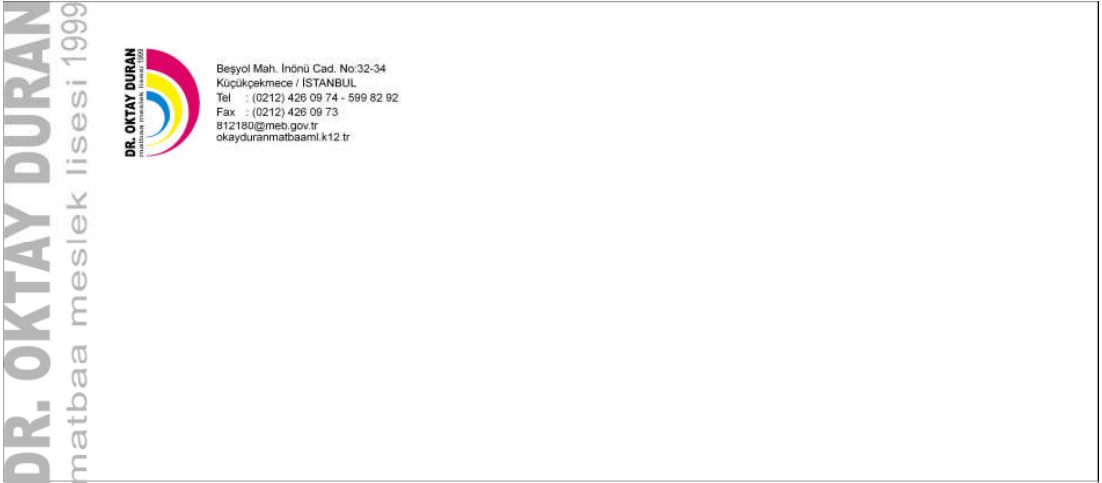 DR. OKTAY DURAN
matbaa meslek lisesi 1999
DR. OKTAY DURAN
matbaa meslek lisesi 1999
Beşyol Mah. İnönü Cad. No:32-34
Küçükçekmece / İSTANBUL
Tel : (0212) 426 09 74 - 599 82 92
Fax : (0212) 426 09 73
812180@meb.gov.tr
okayduranmatbaaml.k12.tr